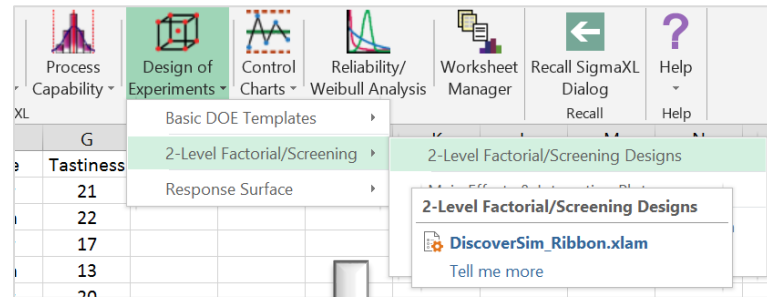 Process Capability
Design of Experiments
Control Charts
Reliability/ Weibull Analysis
Worksheet Manager
Recall SigmaXL Dialog
Help
XL
Recall
Help
Basic DOE Templates
2-Level Factorial/Screening
Response Surface
2-Level Factorial/Screening Designs
2-Level Factorial/Screening Designs
DiscoverSim_Ribbon.xlam
Tell me more
G
Tastiness
21
22
17
13
20